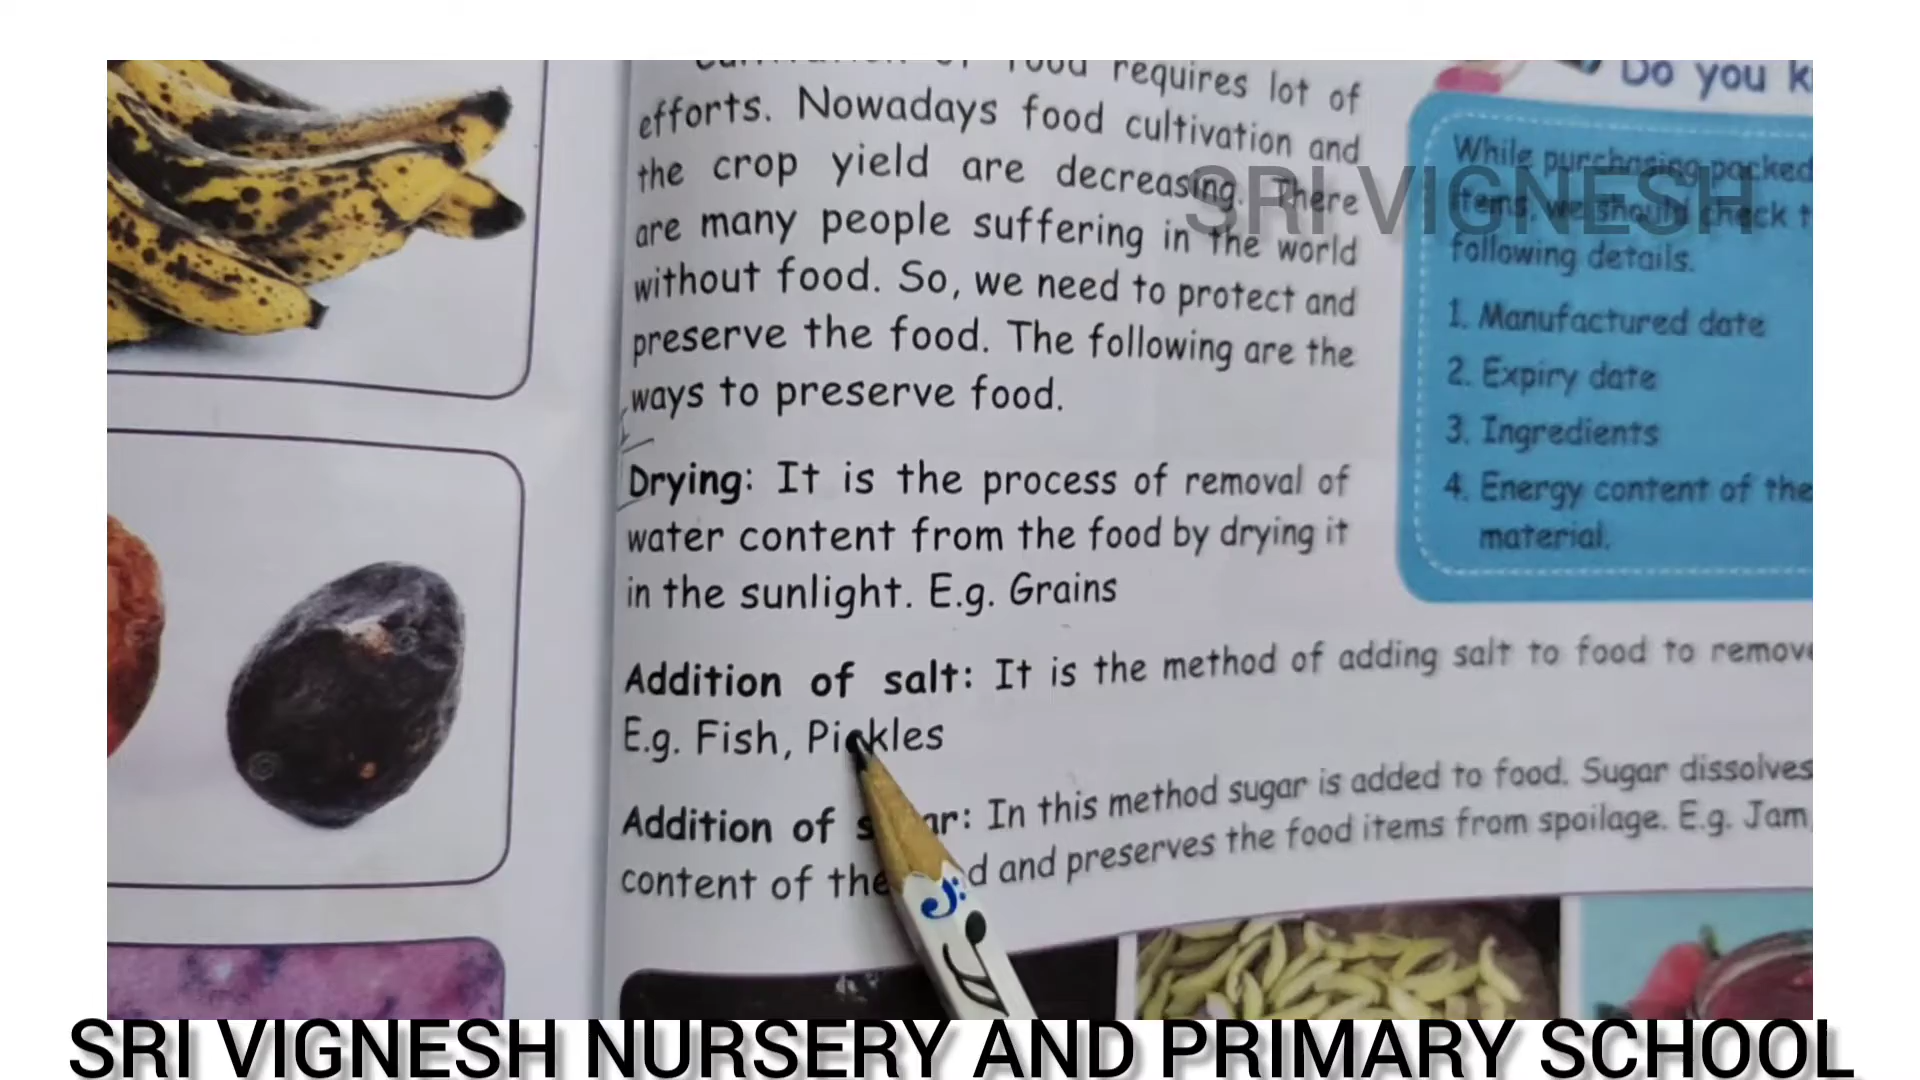 requires lot of
efforts. Nowadays food cultivation and
the crop yield are decreasing. There
are many people suffering in the world
without food. So, we need to protect and
preserve the food. The following are the
ways to preserve food.
Drying: It is the process of removal of
water content from the food by drying it
in the sunlight. E.g. Grains
Addition of salt: It is the method of adding salt to food to
E.g. Fish, Pickles
Addition of In this method sugar is added to food. Sugar dissolves
content of the and preserves the food items from spoilage. E.g. Jam,
Do you
While purchasing packed
items, we should check
following details.
1. Manufactured date
2. Expiry date
3. Ingredients
4. Energy content of the
material.
SRI VIGNESH
SRI VIGNESH NURSERY AND PRIMARY SCHOOL